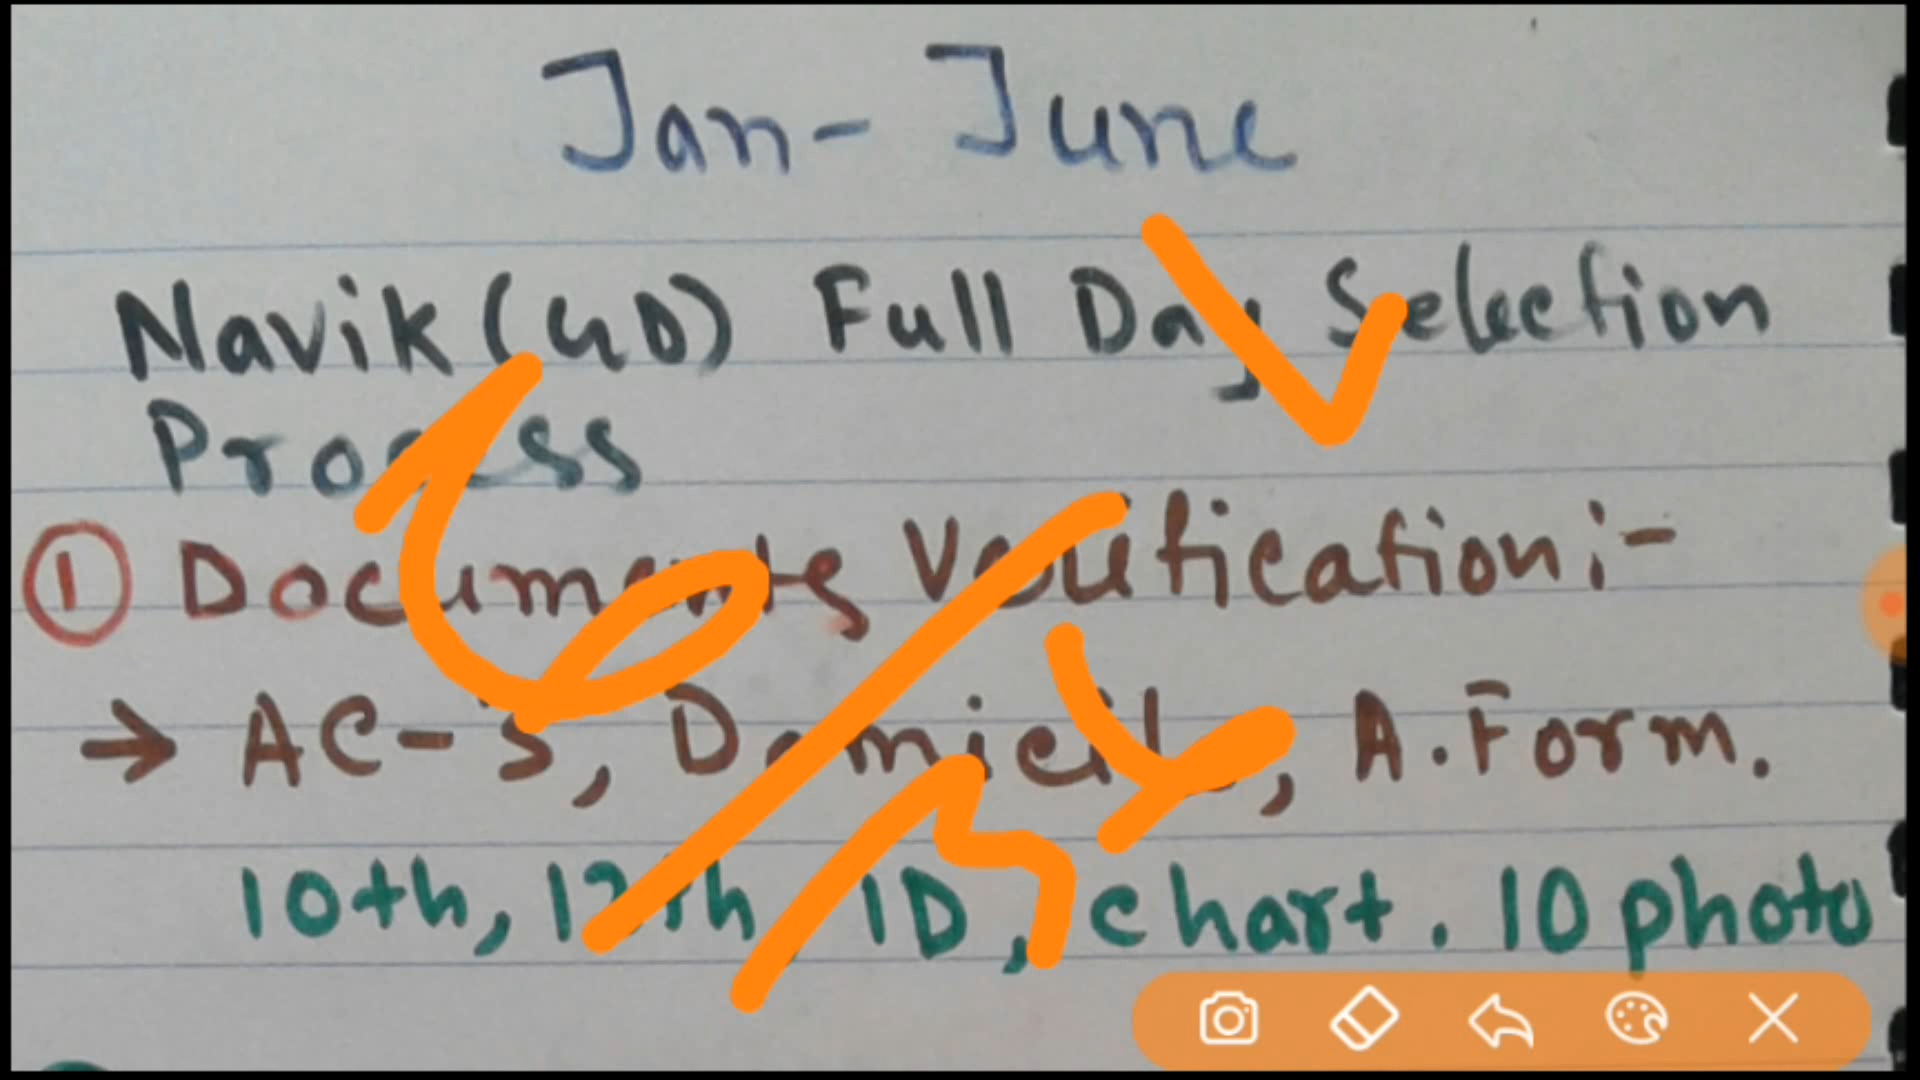 Jan - June
Navik (GD) Full Day Selection
Process
① Documents Verification :-
→ AC-5, Domicile, A. Form.
10th, 12th, ID, chart. 10 photo